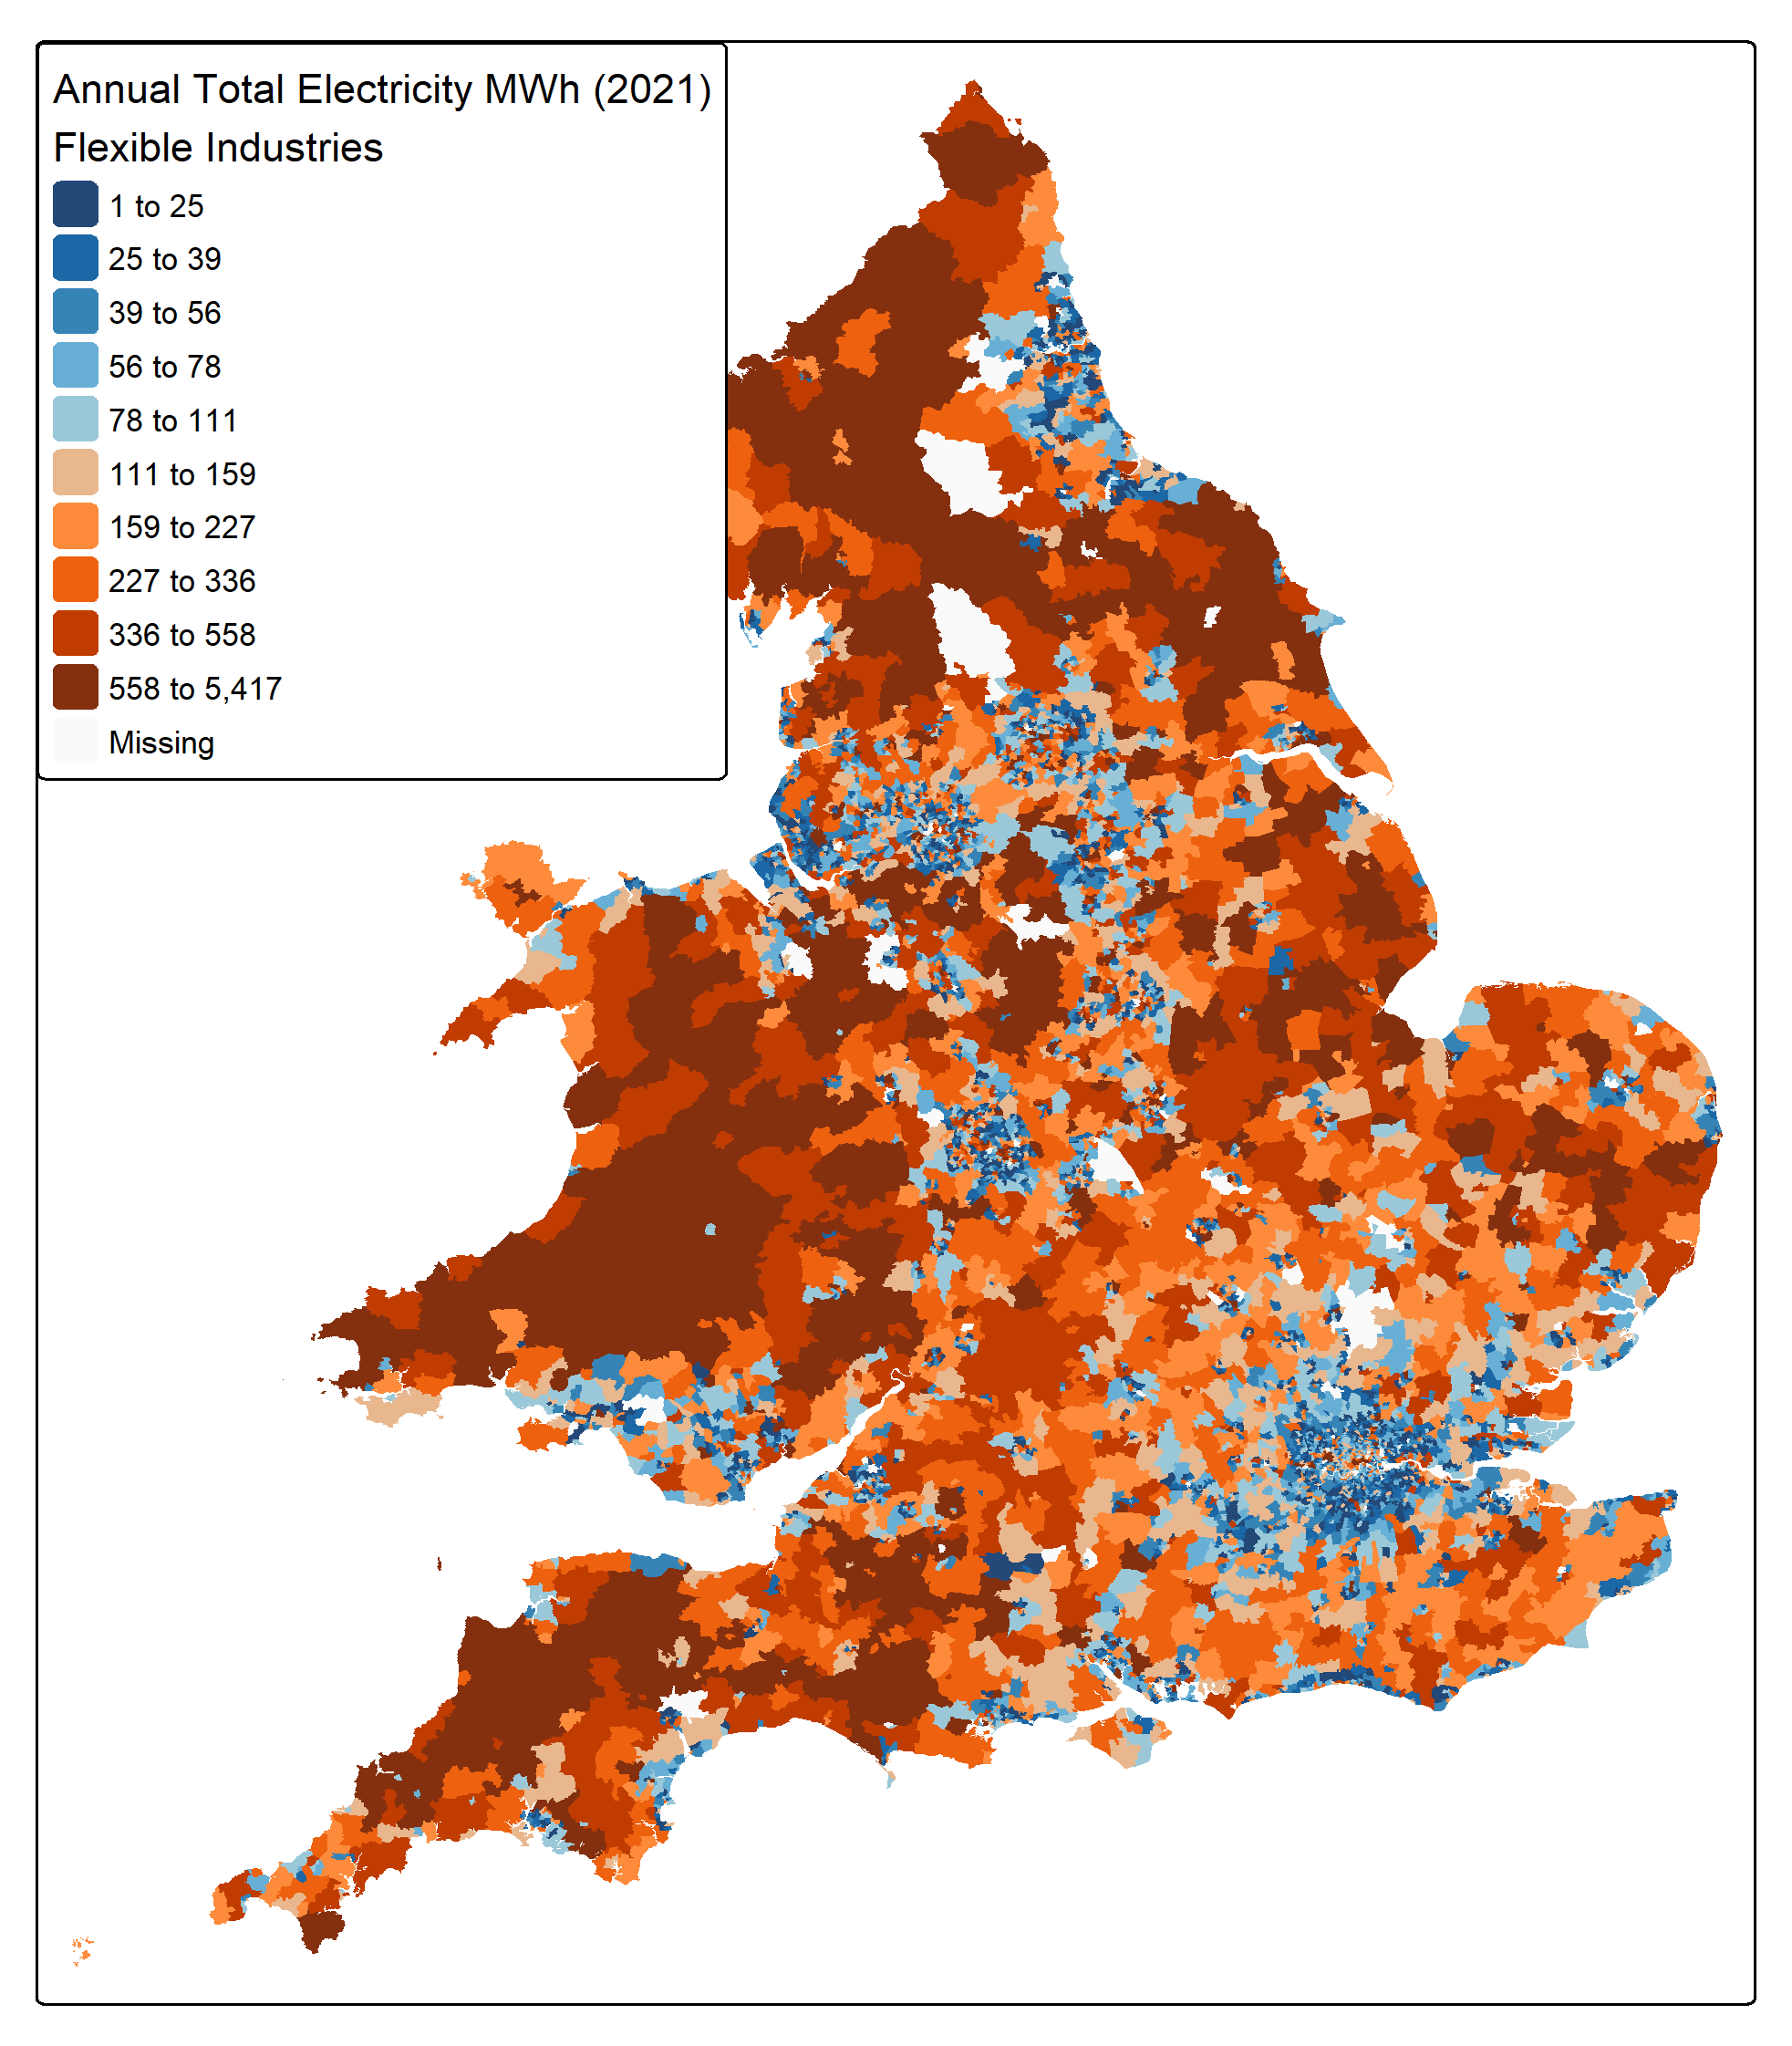 Annual Total Electricity MWh (2021)
Flexible Industries
1 to 25
25 to 39
39 to 56
56 to 78
78 to 111
111 to 159
159 to 227
227 to 336
336 to 558
558 to 5,417
Missing